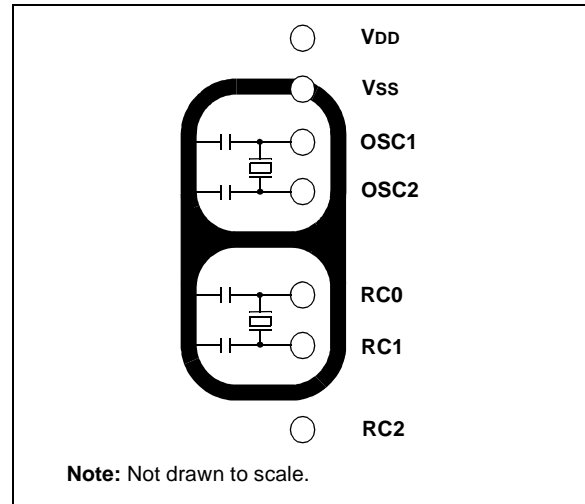 VDD
VSS
OSC1
OSC2
RC0
RC1
RC2
Note: Not drawn to scale.